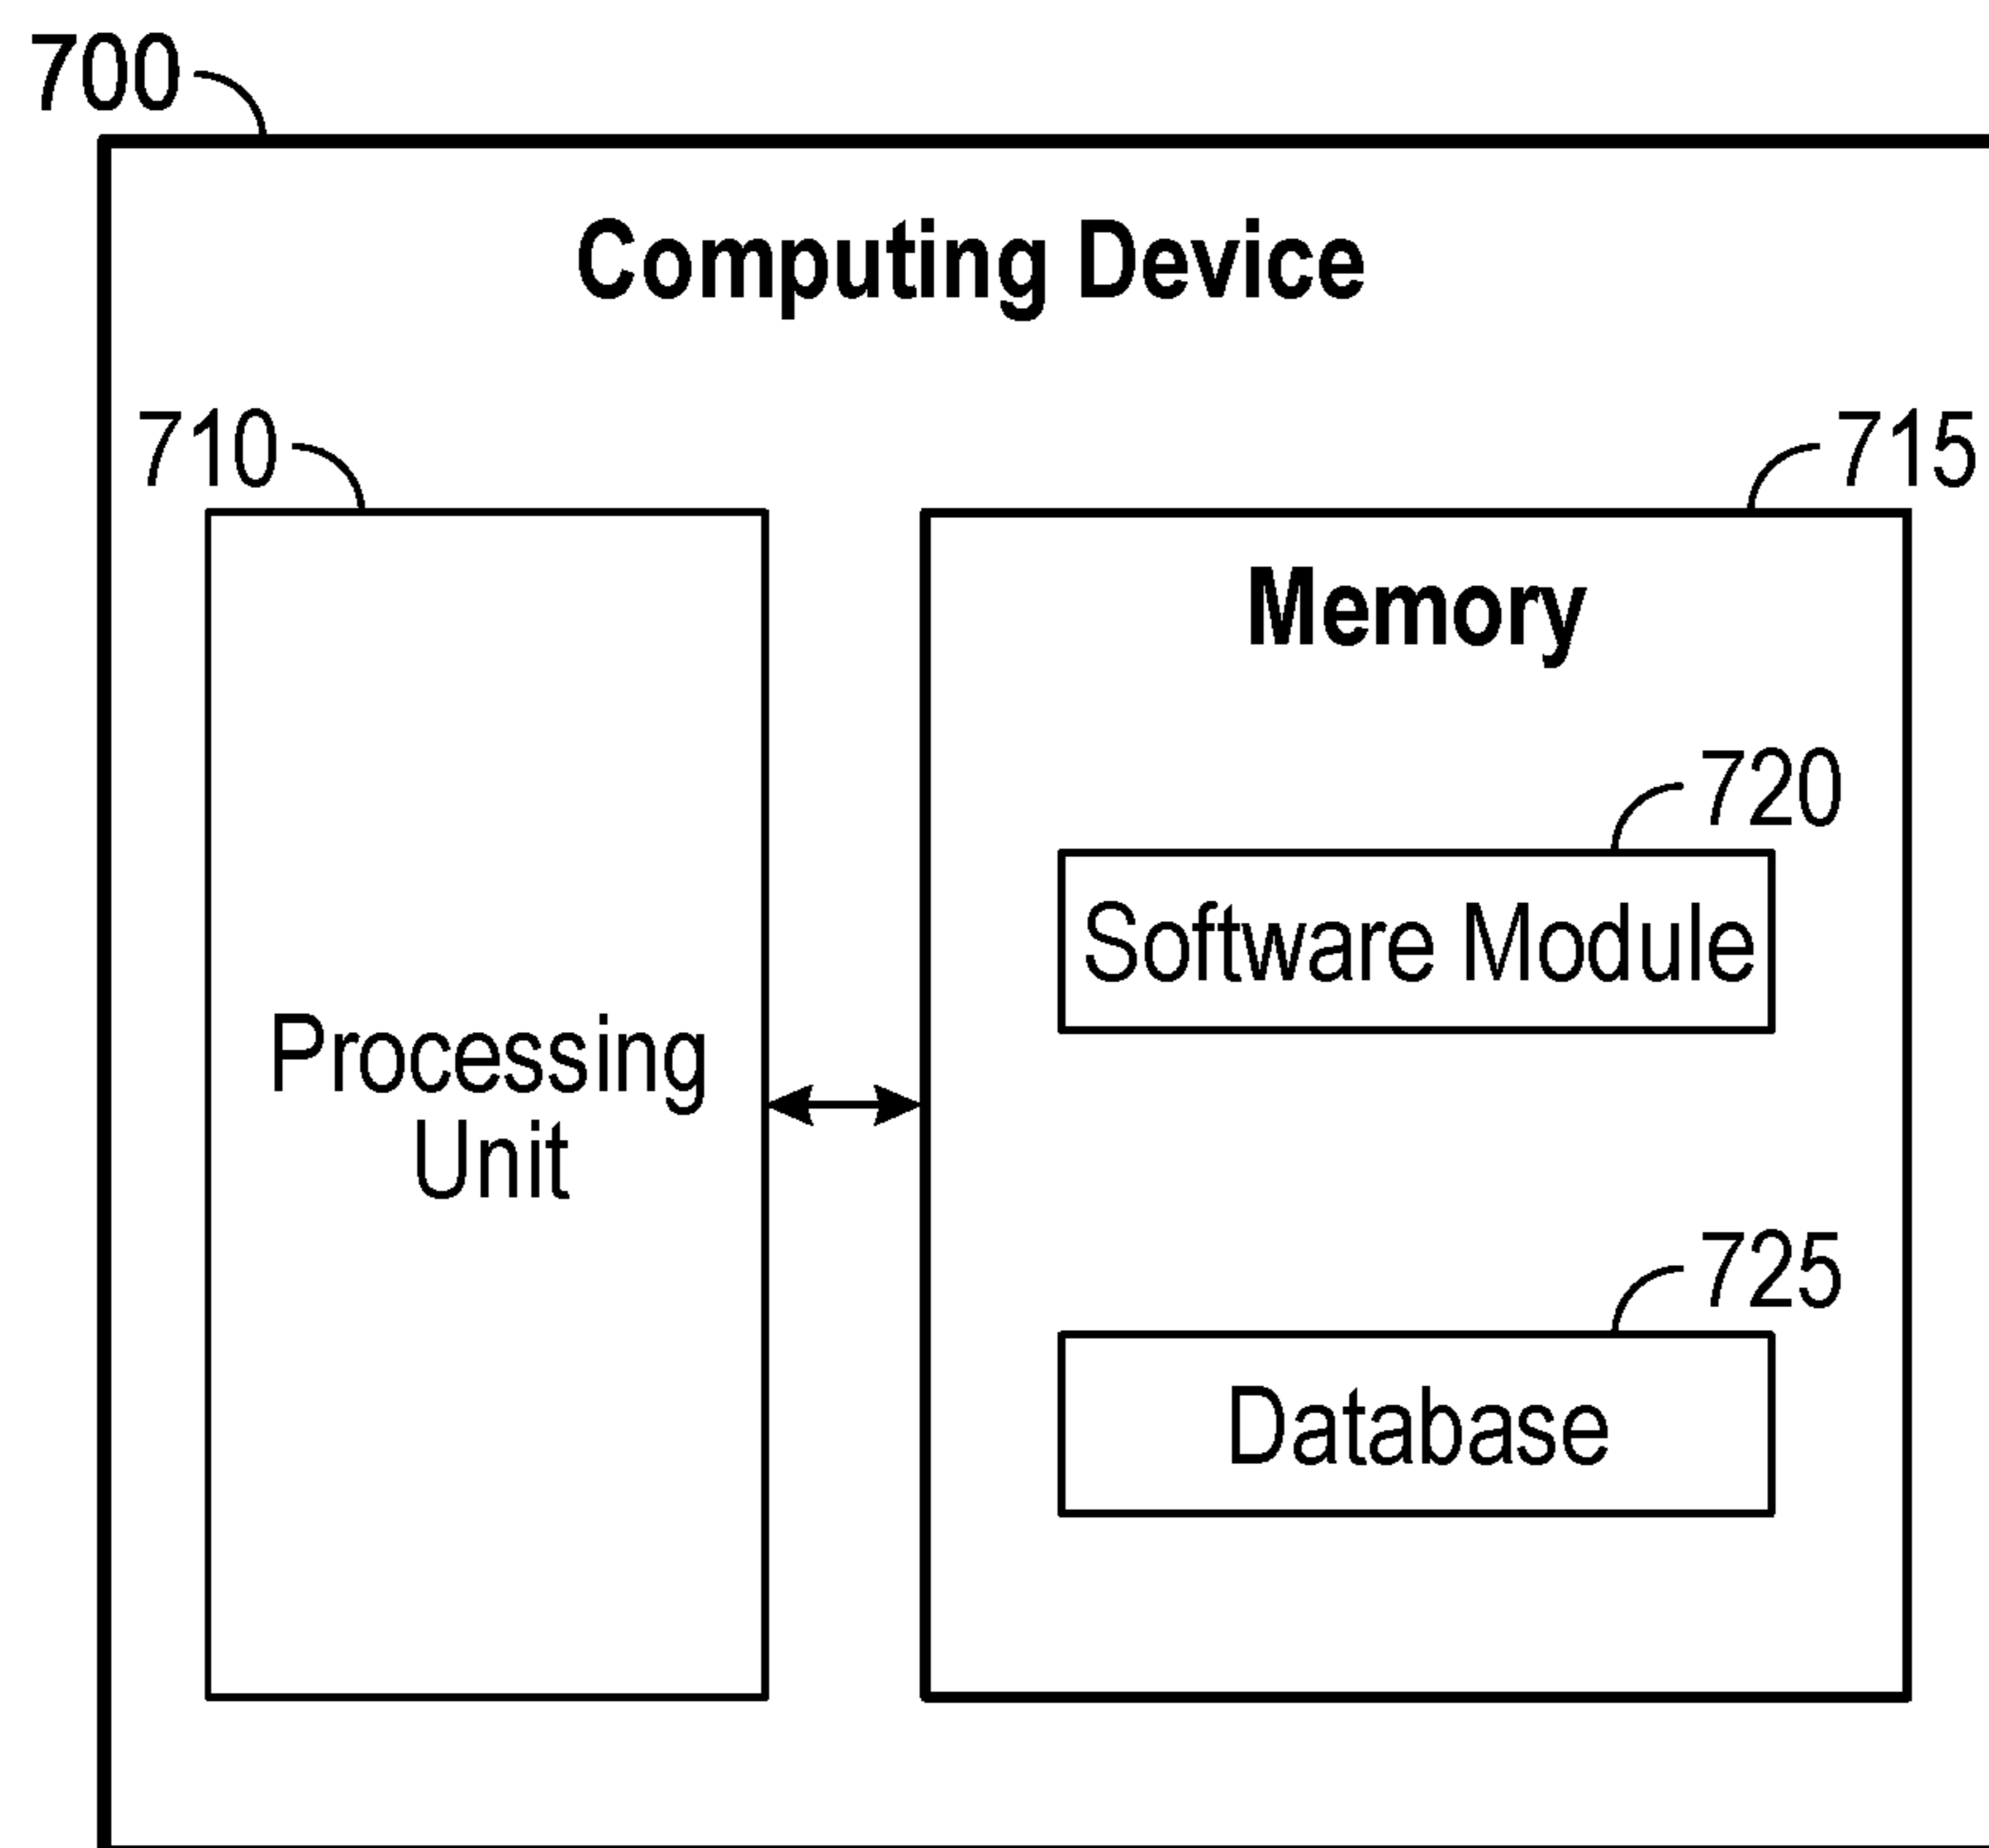 700
Computing Device
710
715
Memory
720
Software Module
Processing
Unit
725
Database